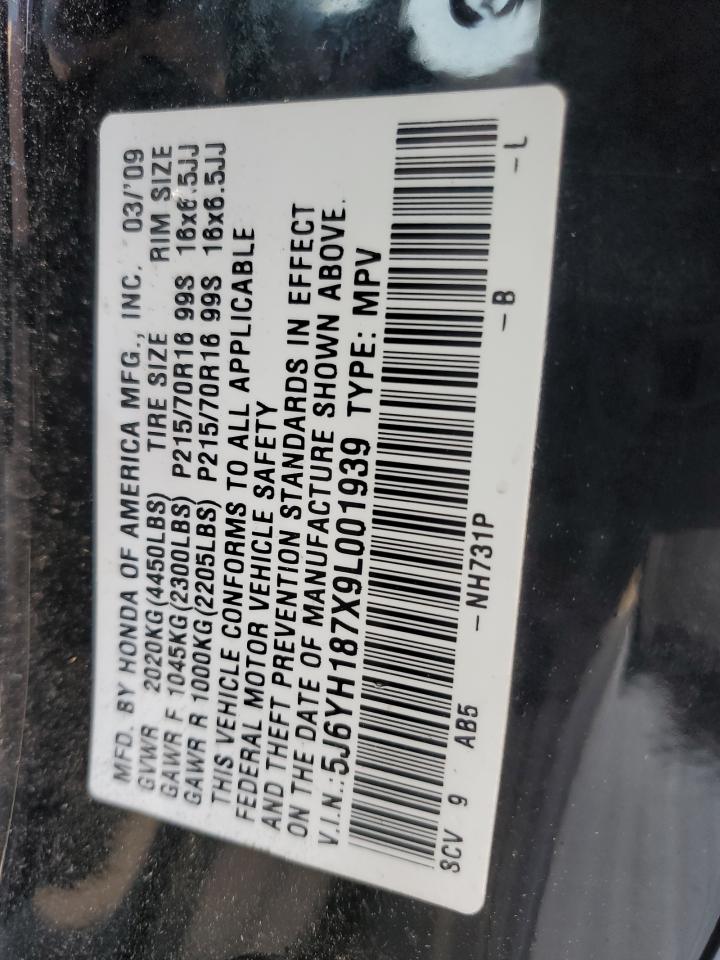 MFD. BY HONDA OF AMERICA MFG., INC. 03/'09
GVWR 2020KG(4450LBS) TIRE SIZE RIM SIZE
GAWR F 1045KG(2300LBS) P215/70R16 99S 16x6.5JJ
GAWR R 1000KG(2205LBS) P215/70R16 99S 16x6.5JJ
THIS VEHICLE CONFORMS TO ALL APPLICABLE
FEDERAL MOTOR VEHICLE SAFETY
AND THEFT PREVENTION STANDARDS IN EFFECT
ON THE DATE OF MANUFACTURE SHOWN ABOVE.
V.I.N.:5J6YH187X9L001939 TYPE: MPV
SCV 9 AB5 -NH731P -B -L